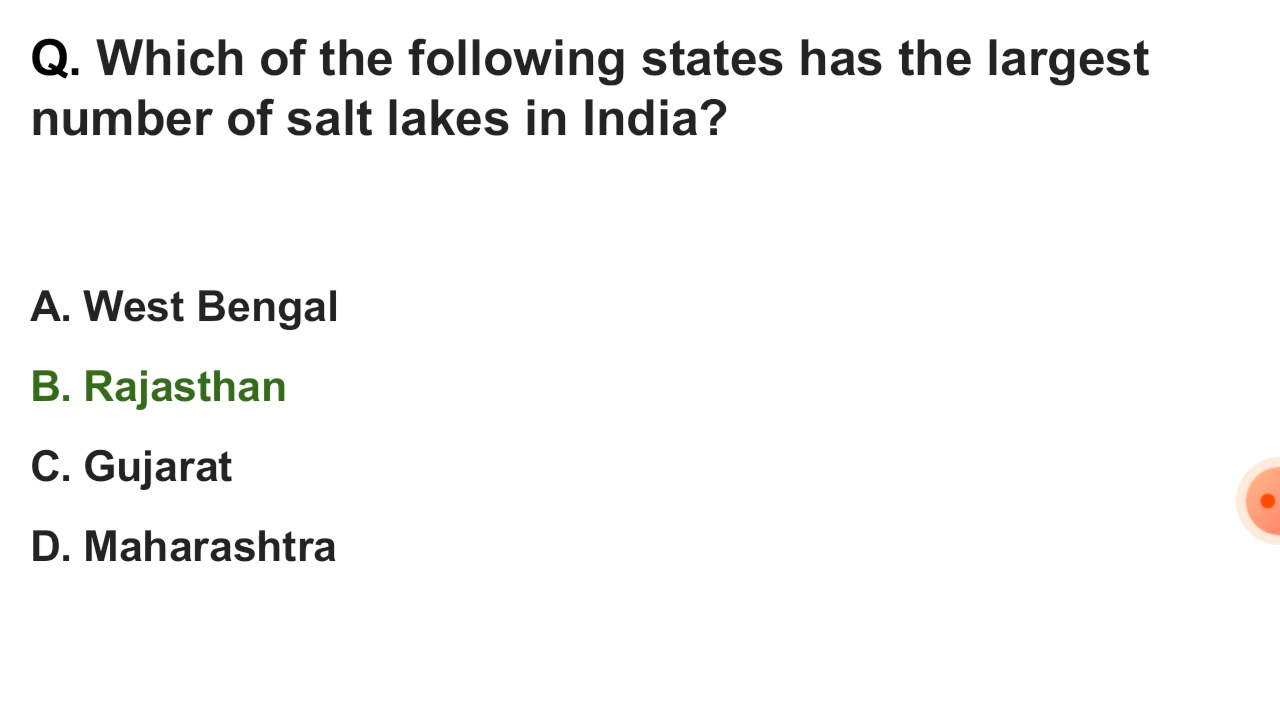 Q. Which of the following states has the largest
number of salt lakes in India?
A. West Bengal
B. Rajasthan
C. Gujarat
D. Maharashtra